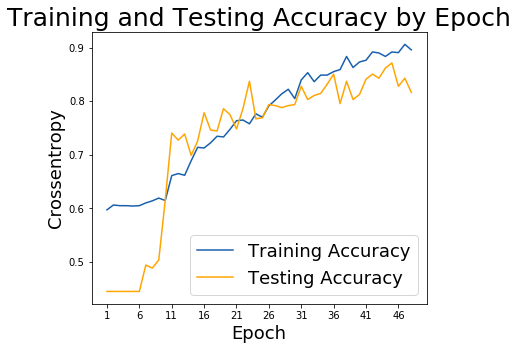 Training and Testing Accuracy by Epoch
Crossentropy
0.9
0.8
0.7
0.6
0.5
Training Accuracy
Testing Accuracy
1 6 11 16 21 26 31 36 41 46
Epoch